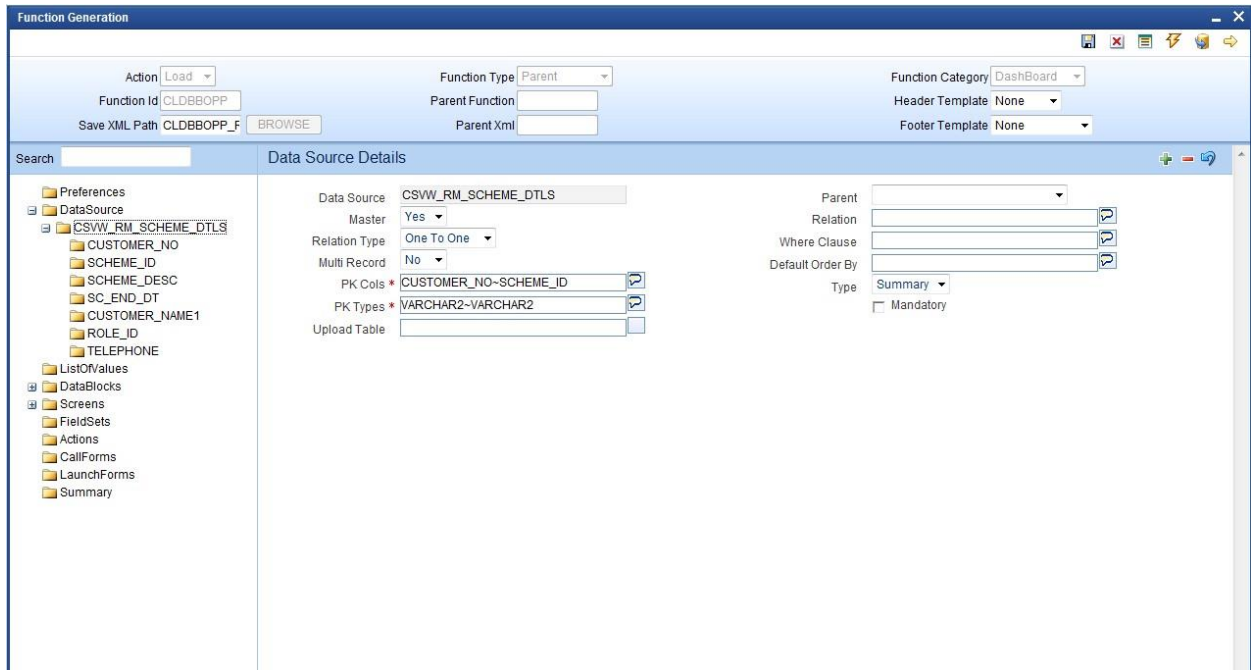 Function Generation
Action Load Function Type Parent Function Category DashBoard
Function Id CLDBBOPP Parent Function Header Template None
Save XML Path CLDBBOPP_F BROWSE Parent Xml Footer Template None
Search Data Source Details
Preferences
DataSource
CSVW_RM_SCHEME_DTLS
CUSTOMER_NO
SCHEME_ID
SCHEME_DESC
SC_END_DT
CUSTOMER_NAME1
ROLE_ID
TELEPHONE
ListOfValues
DataBlocks
Screens
FieldSets
Actions
CallForms
LaunchForms
Summary
Data Source CSVW_RM_SCHEME_DTLS Parent
Master Yes Relation
Relation Type One To One Where Clause
Multi Record No Default Order By
PK Cols * CUSTOMER_NO~SCHEME_ID Type Summary
PK Types * VARCHAR2~VARCHAR2 Mandatory
Upload Table